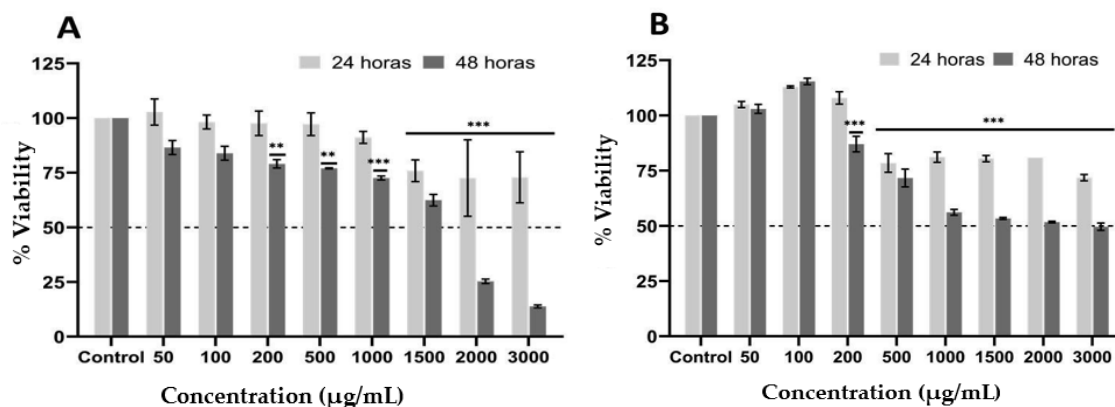 A
125
100
75
50
25
0
% Viability
24 horas 48 horas
** ** *** ***
Control 50 100 200 500 1000 1500 2000 3000
Concentration (µg/mL)
B
125
100
75
50
25
0
% Viability
24 horas 48 horas
*** ***
Control 50 100 200 500 1000 1500 2000 3000
Concentration (µg/mL)